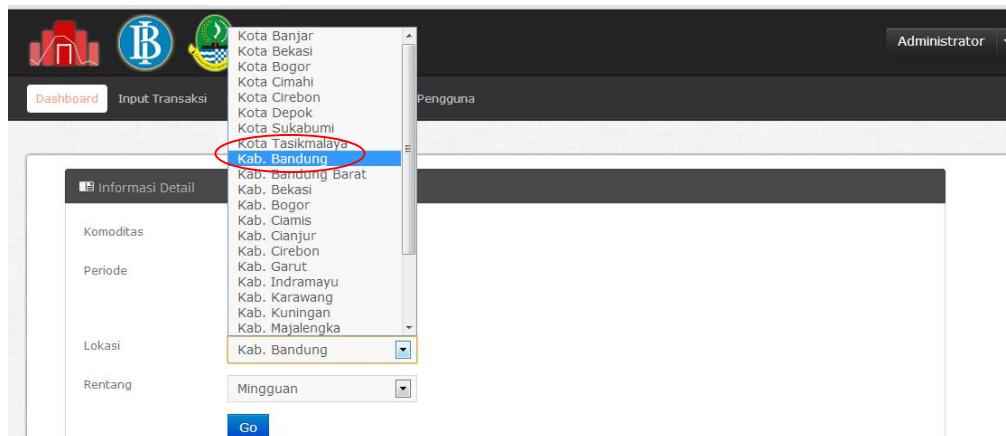 Administrator
Dashboard Input Transaksi Pengguna
Kota Banjar
Kota Bekasi
Kota Bogor
Kota Cimahi
Kota Cirebon
Kota Depok
Kota Sukabumi
Kota Tasikmalaya
Kab. Bandung
Kab. Bandung Barat
Kab. Bekasi
Kab. Bogor
Kab. Ciamis
Kab. Cianjur
Kab. Cirebon
Kab. Garut
Kab. Indramayu
Kab. Karawang
Kab. Kuningan
Kab. Majalengka
Informasi Detail
Komoditas
Periode
Lokasi Kab. Bandung
Rentang Mingguan
Go